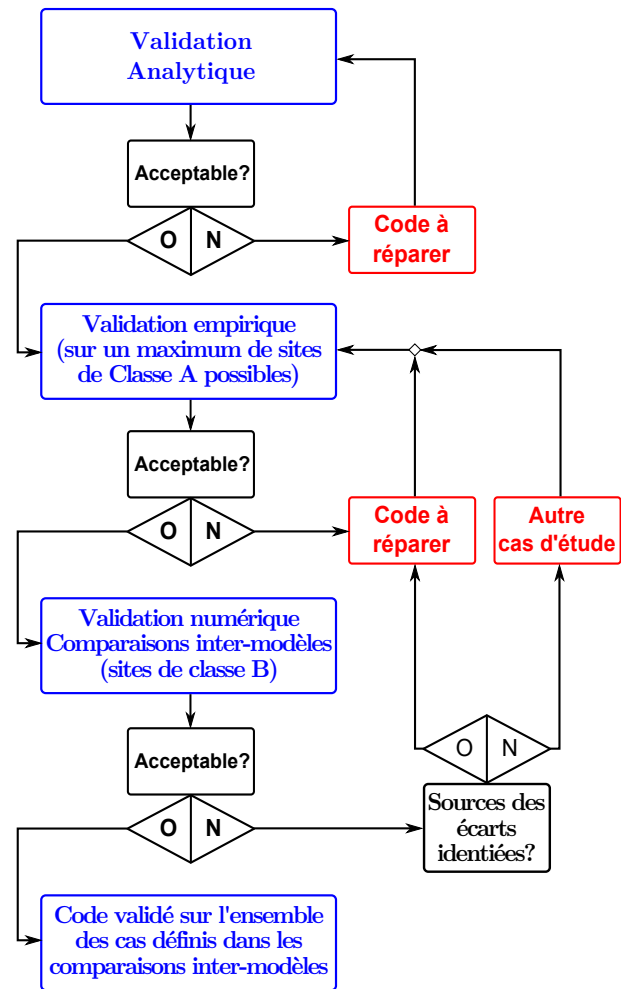 Validation
Analytique
Acceptable?
O N
Code à
réparer
Validation empirique
(sur un maximum de sites
de Classe A possibles)
Acceptable?
O N
Code à
réparer
Autre
cas d'étude
Validation numérique
Comparaisons inter-modèles
(sites de classe B)
O N
Acceptable?
Sources des
écarts
identiées?
O N
Code validé sur l'ensemble
des cas définis dans les
comparaisons inter-modèles